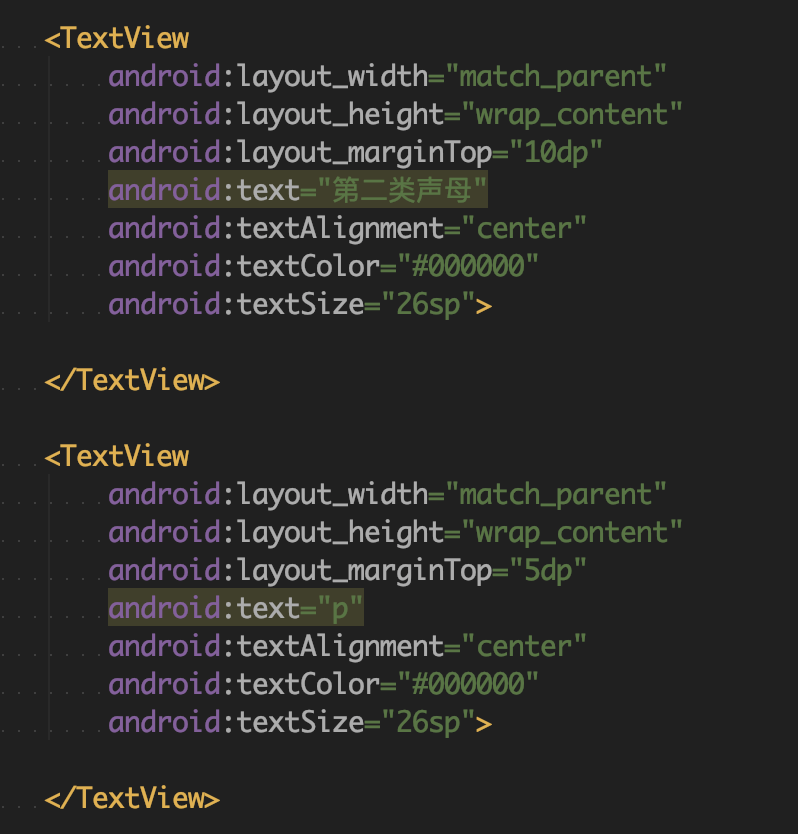 <TextView
android:layout_width="match_parent"
android:layout_height="wrap_content"
android:layout_marginTop="10dp"
android:text="第二类声母"
android:textAlignment="center"
android:textColor="#000000"
android:textSize="26sp">
</TextView>
<TextView
android:layout_width="match_parent"
android:layout_height="wrap_content"
android:layout_marginTop="5dp"
android:text="p"
android:textAlignment="center"
android:textColor="#000000"
android:textSize="26sp">
</TextView>